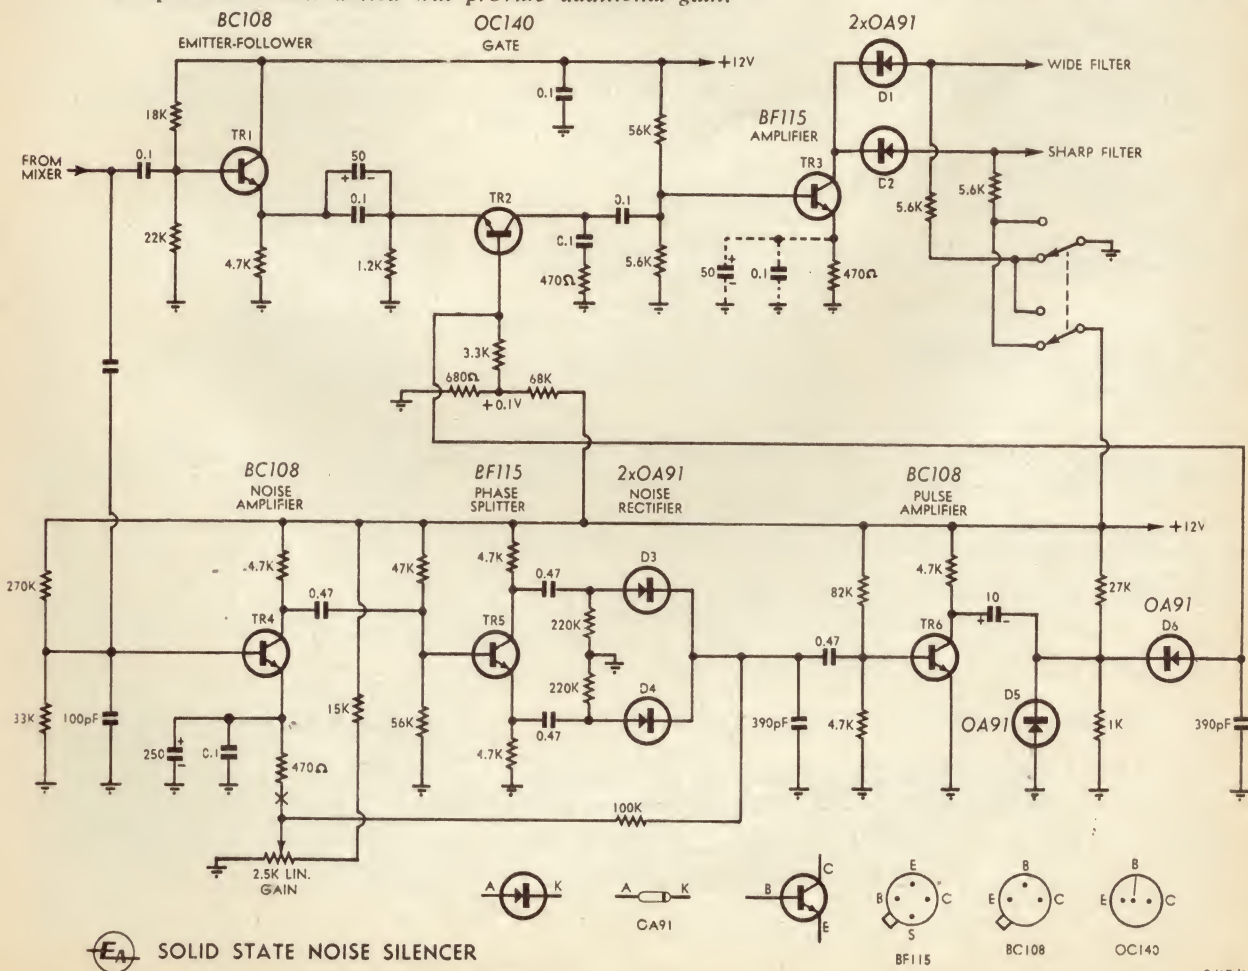 BC108
EMITTER-FOLLOWER
OC140
GATE
2xOA91
+12V
WIDE FILTER
0.1
D1
18K
56K
BF115
AMPLIFIER
TR1
FROM
MIXER
0.1
50
+ -
D2
SHARP FILTER
TR2
TR3
0.1
0.1
5.6K
5.6K
22K
4.7K
1.2K
0.1
470Ω
5.6K
50
+
-
0.1
470Ω
3.3K
680Ω
68K
+0.1V
BC108
NOISE
AMPLIFIER
BF115
PHASE
SPLITTER
2xOA91
NOISE
RECTIFIER
BC108
PULSE
AMPLIFIER
+12V
270K
4.7K
47K
4.7K
D3
82K
4.7K
27K
0.47
0.47
10
+ -
OA91
D6
TR4
TR5
220K
0.47
TR6
220K
D4
D5
33K
100pF
15K
56K
0.47
390pF
4.7K
OA91
1K
390pF
250
+
-
0.1
470Ω
4.7K
100K
2.5K LIN.
GAIN
A K
A K
OA91
B C E
E B C S
BF115
B E C
BC108
B E C
OC140
EA SOLID STATE NOISE SILENCER